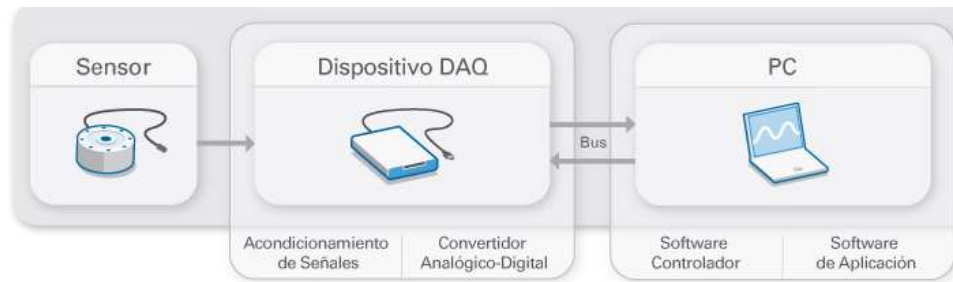 Sensor
Dispositivo DAQ
PC
Bus
Acondicionamiento
de Señales
Convertidor
Analógico-Digital
Software
Controlador
Software
de Aplicación